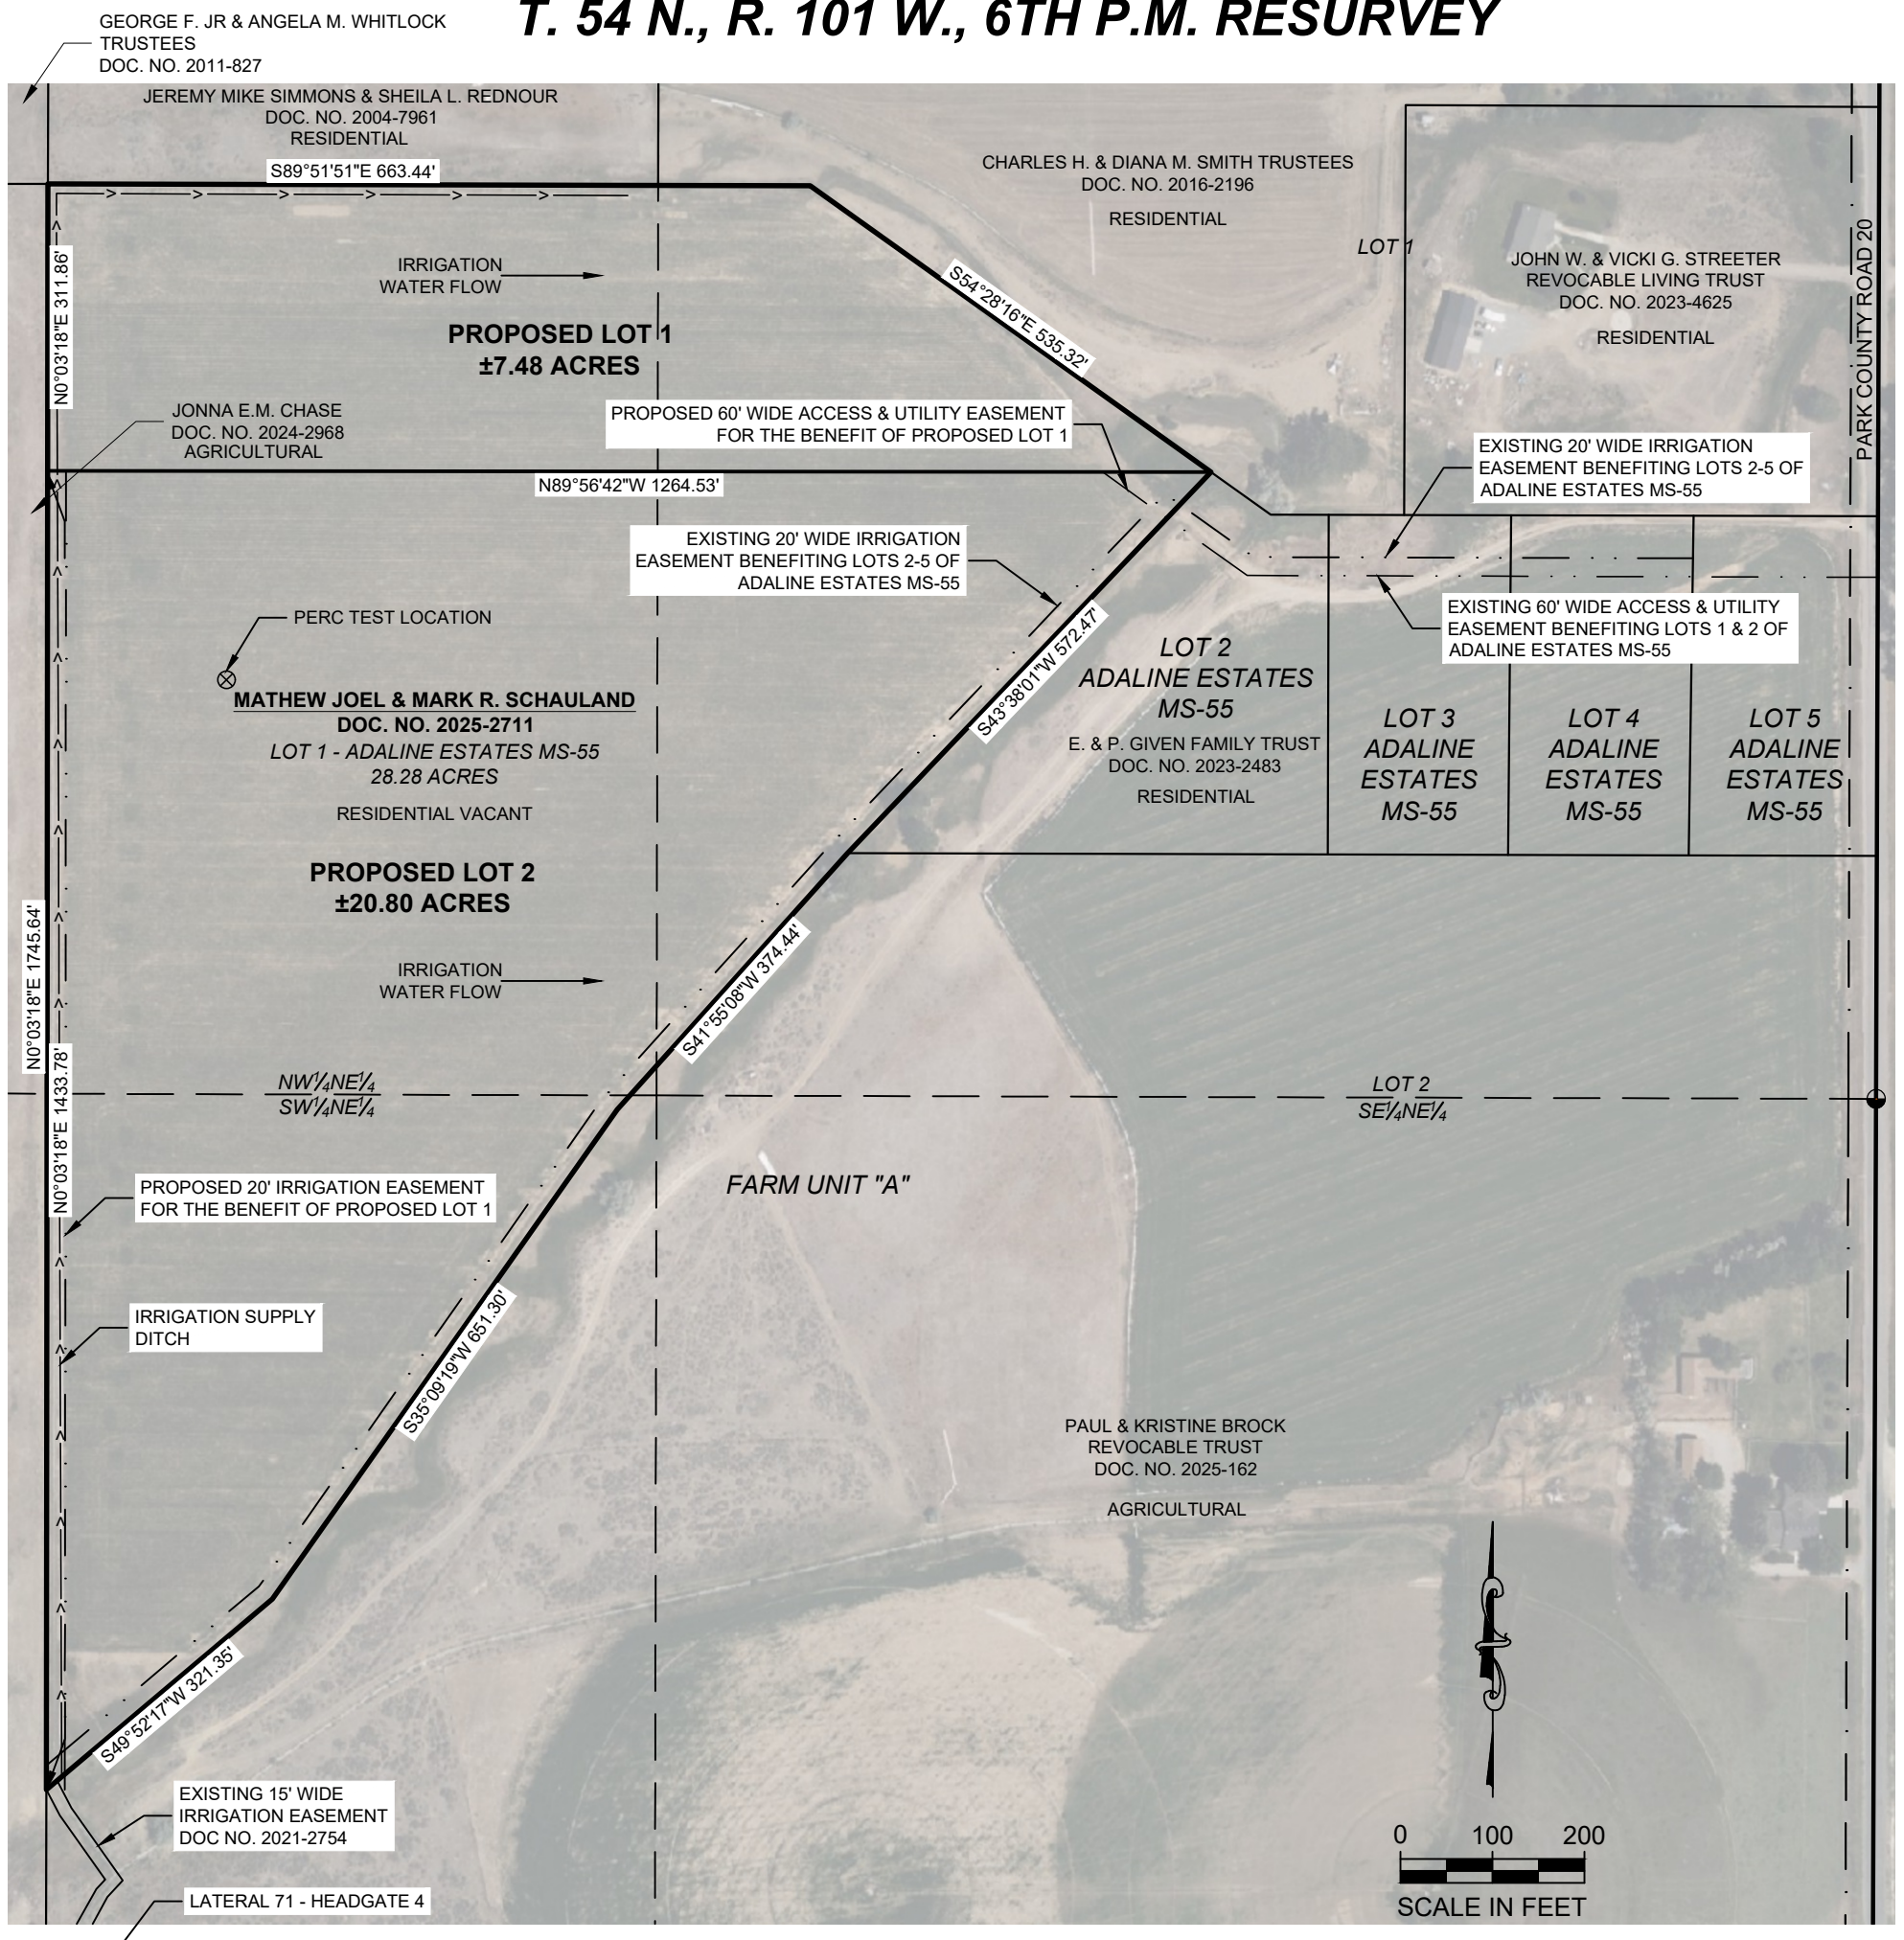 T. 54 N., R. 101 W., 6TH P.M. RESURVEY
GEORGE F. JR & ANGELA M. WHITLOCK
TRUSTEES
DOC. NO. 2011-827
JEREMY MIKE SIMMONS & SHEILA L. REDNOUR
DOC. NO. 2004-7961
RESIDENTIAL
S89°51'51"E 663.44'
CHARLES H. & DIANA M. SMITH TRUSTEES
DOC. NO. 2016-2196
RESIDENTIAL
LOT 1
JOHN W. & VICKI G. STREETER
REVOCABLE LIVING TRUST
DOC. NO. 2023-4625
RESIDENTIAL
PARK COUNTY ROAD 20
N0°03'18"E 311.86'
IRRIGATION
WATER FLOW
S54°28'16"E 535.32'
PROPOSED LOT 1
±7.48 ACRES
JONNA E.M. CHASE
DOC. NO. 2024-2968
AGRICULTURAL
PROPOSED 60' WIDE ACCESS & UTILITY EASEMENT
FOR THE BENEFIT OF PROPOSED LOT 1
EXISTING 20' WIDE IRRIGATION
EASEMENT BENEFITING LOTS 2-5 OF
ADALINE ESTATES MS-55
N89°56'42"W 1264.53'
EXISTING 20' WIDE IRRIGATION
EASEMENT BENEFITING LOTS 2-5 OF
ADALINE ESTATES MS-55
EXISTING 60' WIDE ACCESS & UTILITY
EASEMENT BENEFITING LOTS 1 & 2 OF
ADALINE ESTATES MS-55
PERC TEST LOCATION
S43°38'01"W 572.47'
LOT 2
ADALINE ESTATES
MS-55
E. & P. GIVEN FAMILY TRUST
DOC. NO. 2023-2483
RESIDENTIAL
LOT 3
ADALINE
ESTATES
MS-55
LOT 4
ADALINE
ESTATES
MS-55
LOT 5
ADALINE
ESTATES
MS-55
MATHEW JOEL & MARK R. SCHAULAND
DOC. NO. 2025-2711
LOT 1 - ADALINE ESTATES MS-55
28.28 ACRES
RESIDENTIAL VACANT
PROPOSED LOT 2
±20.80 ACRES
N0°03'18"E 1745.64'
IRRIGATION
WATER FLOW
S41°55'08"W 374.44'
N0°03'18"E 1433.78'
NW¼NE¼
SW¼NE¼
LOT 2
SE¼NE¼
FARM UNIT "A"
PROPOSED 20' IRRIGATION EASEMENT
FOR THE BENEFIT OF PROPOSED LOT 1
IRRIGATION SUPPLY
DITCH
S35°09'19"W 651.30'
PAUL & KRISTINE BROCK
REVOCABLE TRUST
DOC. NO. 2025-162
AGRICULTURAL
S49°52'17"W 321.35'
EXISTING 15' WIDE
IRRIGATION EASEMENT
DOC NO. 2021-2754
LATERAL 71 - HEADGATE 4
0 100 200
SCALE IN FEET